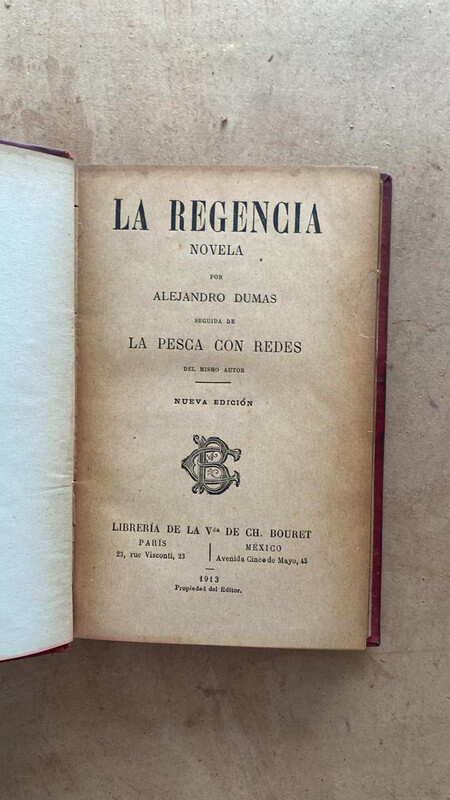 LA REGENCIA
NOVELA
POR
ALEJANDRO DUMAS
SEGUIDA DE
LA PESCA CON REDES
DEL MISMO AUTOR
NUEVA EDICIÓN
LIBRERÍA DE LA Vda DE CH. BOURET
PARÍS
23, rue Visconti, 23
MÉXICO
Avenida Cinco de Mayo, 45
1913
Propiedad del Editor.